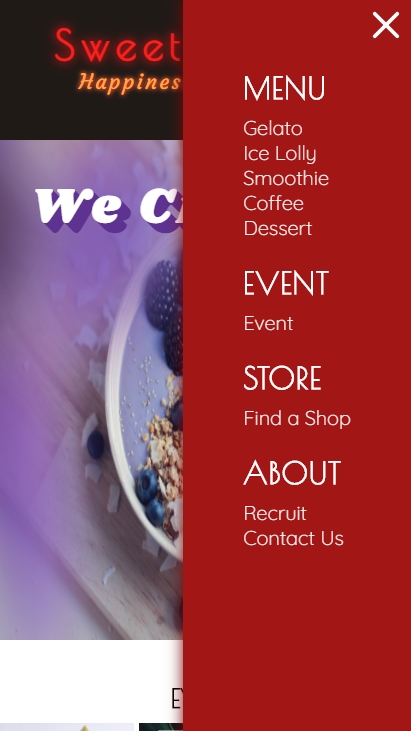 Sweet
Happines
We C
MENU
Gelato
Ice Lolly
Smoothie
Coffee
Dessert
EVENT
Event
STORE
Find a Shop
ABOUT
Recruit
Contact Us